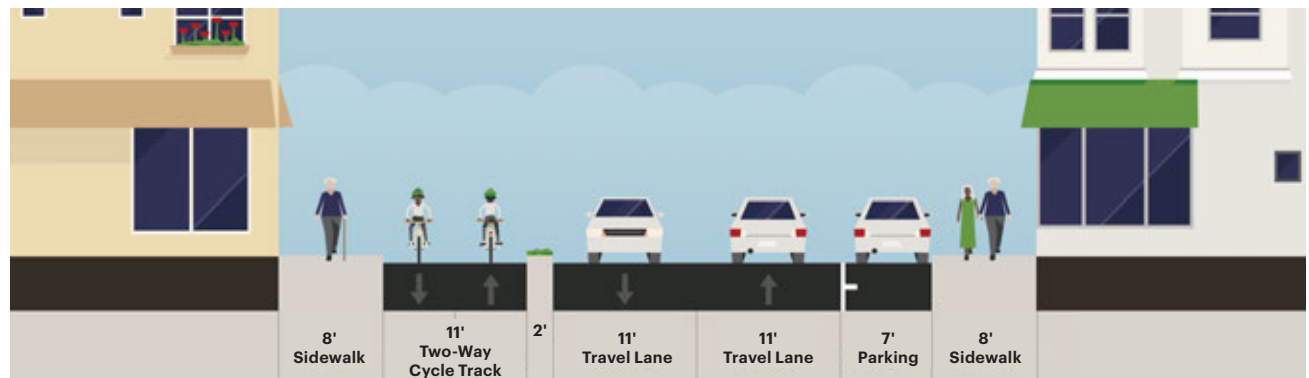 8'
Sidewalk
11'
Two-Way
Cycle Track
2'
11'
Travel Lane
11'
Travel Lane
7'
Parking
8'
Sidewalk